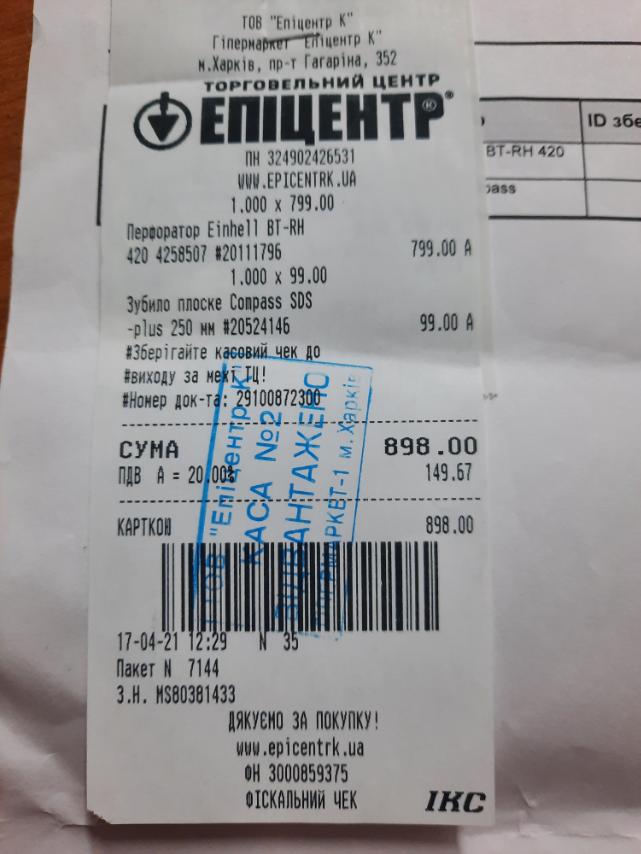 ТОВ "Епіцентр К"
Гіпермаркет "Епіцентр К"
м.Харків, пр-т Гагаріна, 352
ТОРГОВЕЛЬНИЙ ЦЕНТР
ЕПІЦЕНТР®
ПН 324902426531
WWW.EPICENTRK.UA
1.000 x 799.00
Перфоратор Einhell BT-RH
420 4258507 #20111796 799.00 А
1.000 x 99.00
Зубило плоске Compass SDS
-plus 250 мм #20524146 99.00 А
#Зберігайте касовий чек до
#виходу за межі ТЦ!
#Номер док-та: 29100872300
СУМА 898.00
ПДВ А = 20.00% 149.67
КАРТКОЮ 898.00
17-04-21 12:29 N 35
Пакет N 7144
З.Н. MS80381433
ДЯКУЄМО ЗА ПОКУПКУ!
www.epicentrk.ua
ФН 3000859375
ФІСКАЛЬНИЙ ЧЕК
ІКС
ТОВ "Епіцентр К"
КАСА №2
ВІДВАНТАЖЕНО
м. Харків
ID збе
BT-RH 420
pass